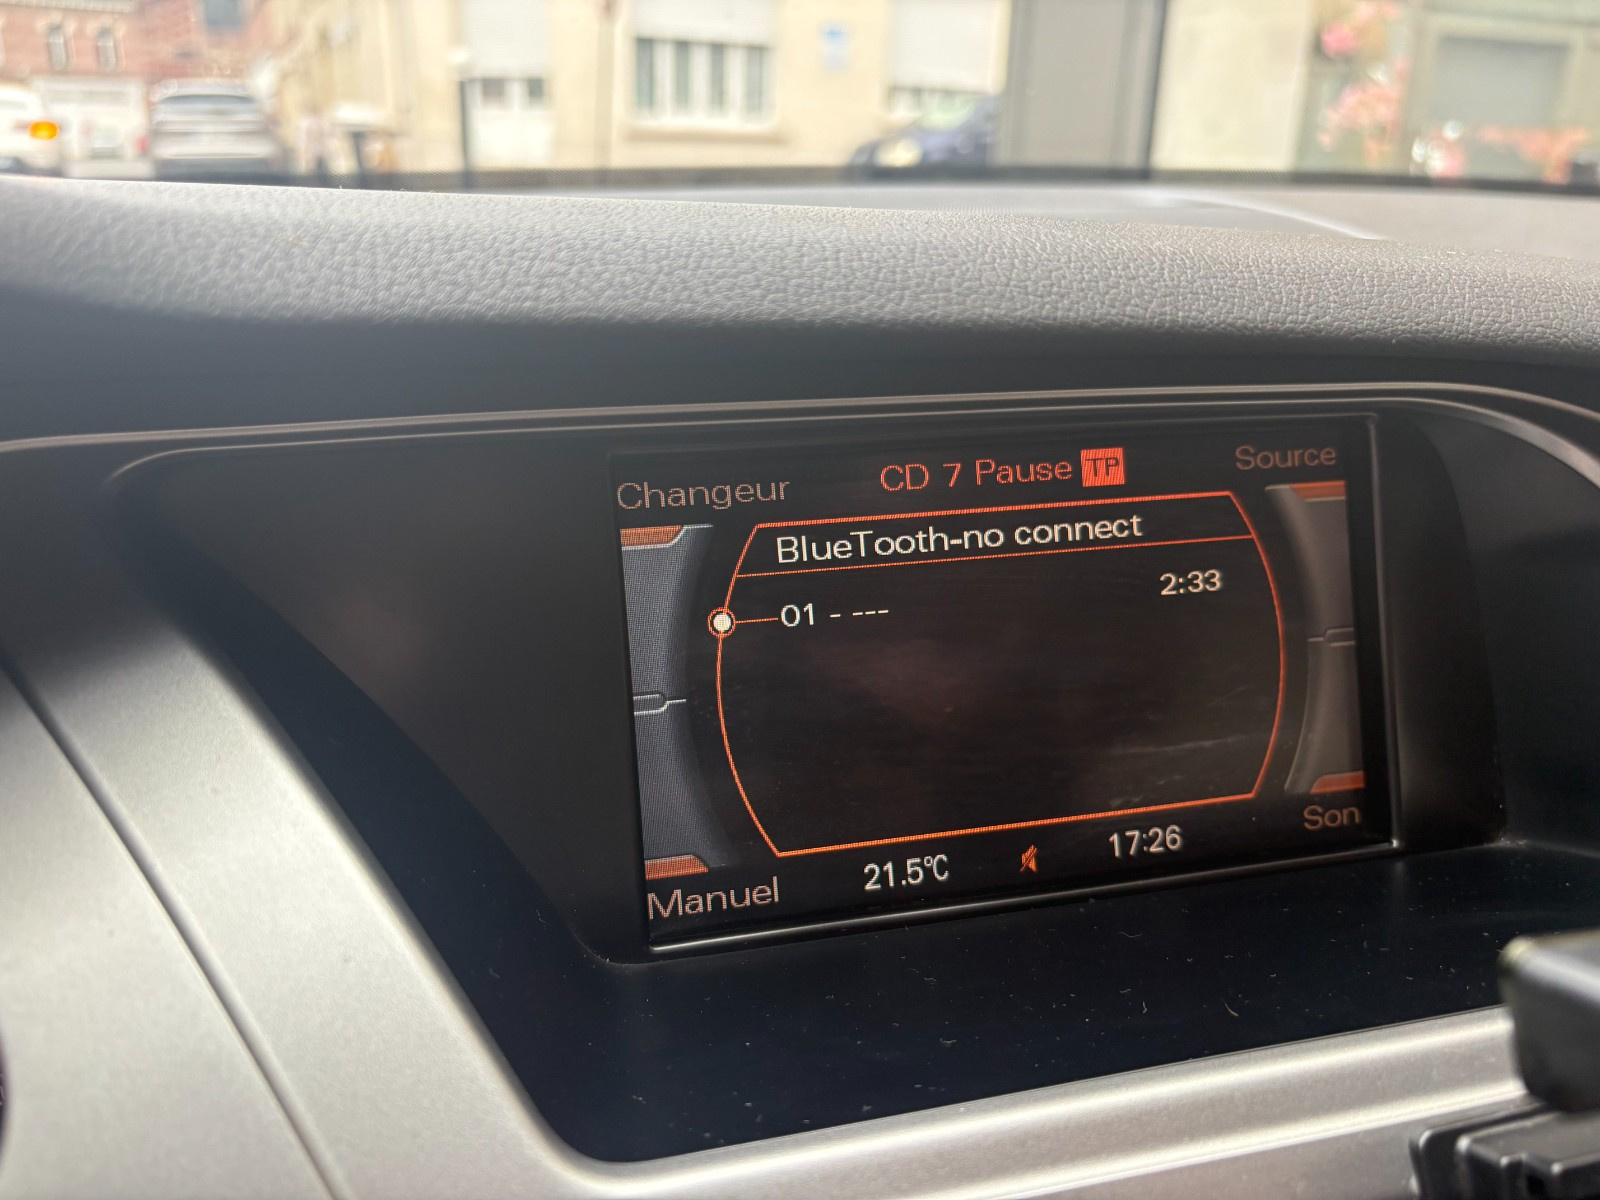 Changeur
CD 7 Pause TP
Source
BlueTooth-no connect
2:33
01 - ---
Manuel
21.5°C
17:26
Son